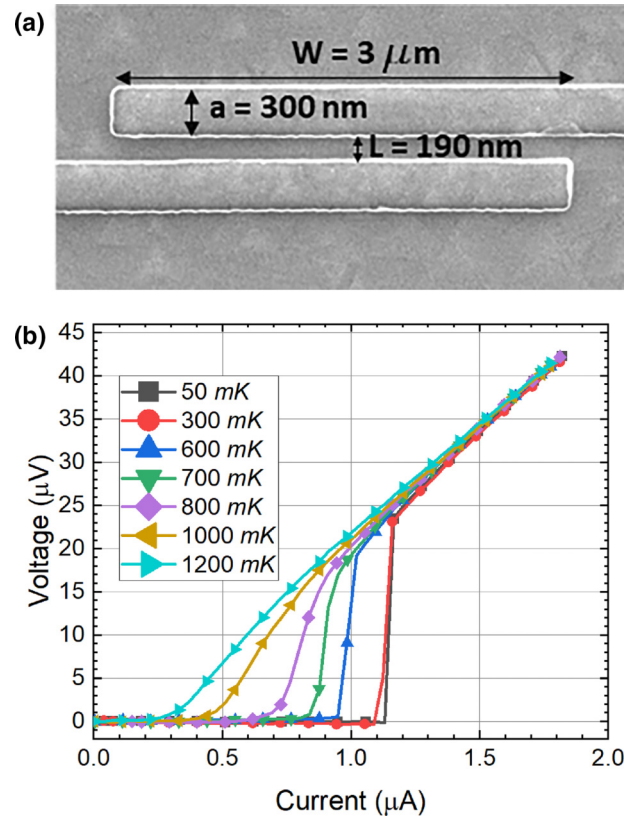 (a)
W = 3 μm
a = 300 nm
L = 190 nm
(b)
45
40
35
30
25
20
15
10
5
0
Voltage (μV)
50 mK
300 mK
600 mK
700 mK
800 mK
1000 mK
1200 mK
0.0 0.5 1.0 1.5 2.0
Current (μA)